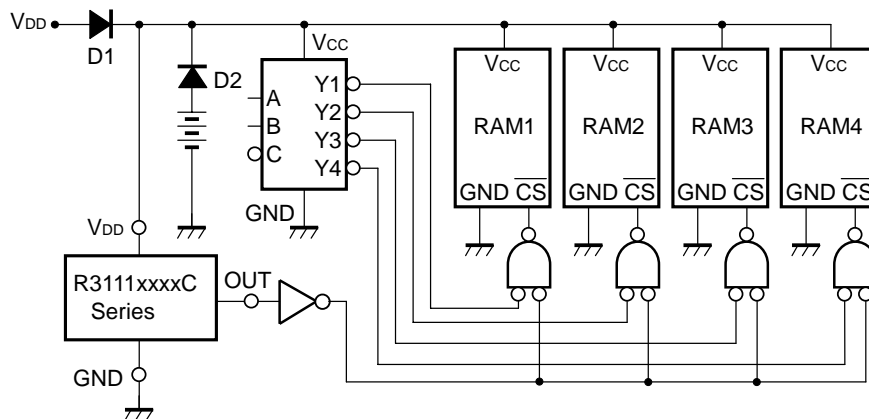 VDD
D1
VCC
D2
A
B
C
Y1
Y2
Y3
Y4
GND
VCC
RAM1
GND CS
VCC
RAM2
GND CS
VCC
RAM3
GND CS
VCC
RAM4
GND CS
VDD
R3111xxxxC
Series
OUT
GND